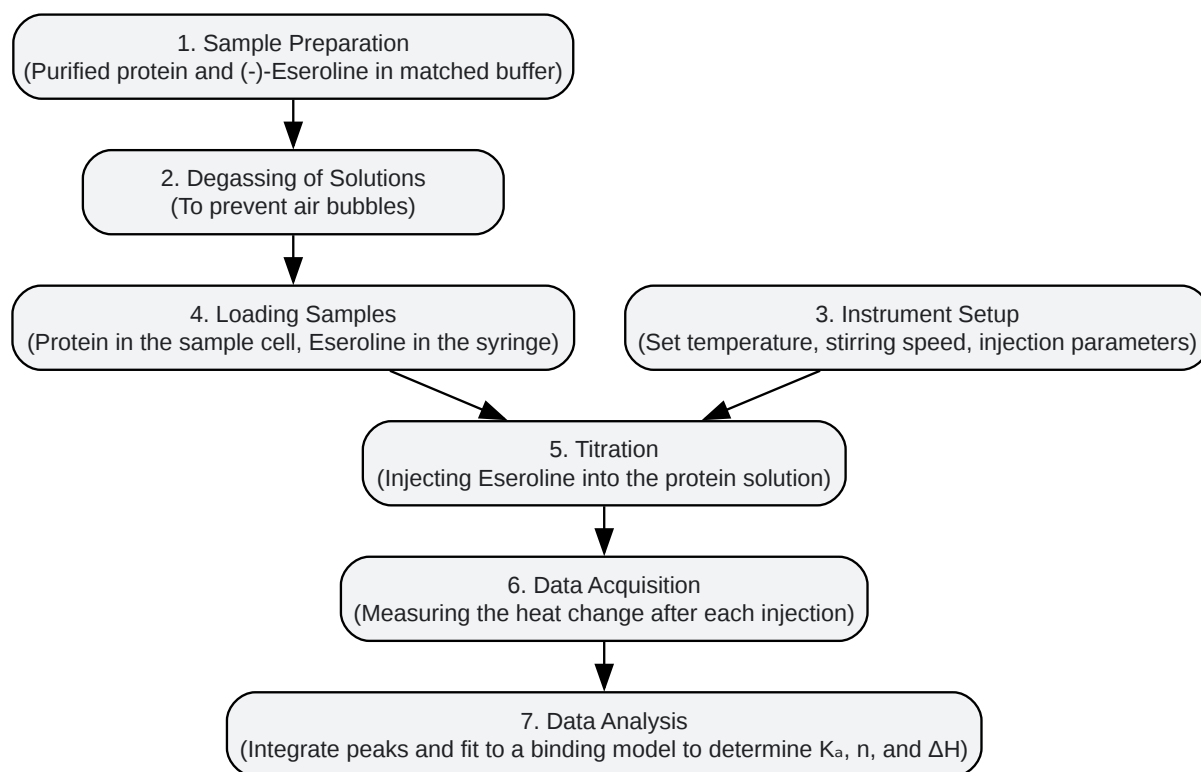 1. Sample Preparation
(Purified protein and (-)-Eseroline in matched buffer)
2. Degassing of Solutions
(To prevent air bubbles)
4. Loading Samples
(Protein in the sample cell, Eseroline in the syringe)
3. Instrument Setup
(Set temperature, stirring speed, injection parameters)
5. Titration
(Injecting Eseroline into the protein solution)
6. Data Acquisition
(Measuring the heat change after each injection)
7. Data Analysis
(Integrate peaks and fit to a binding model to determine Kₐ, n, and ΔH)